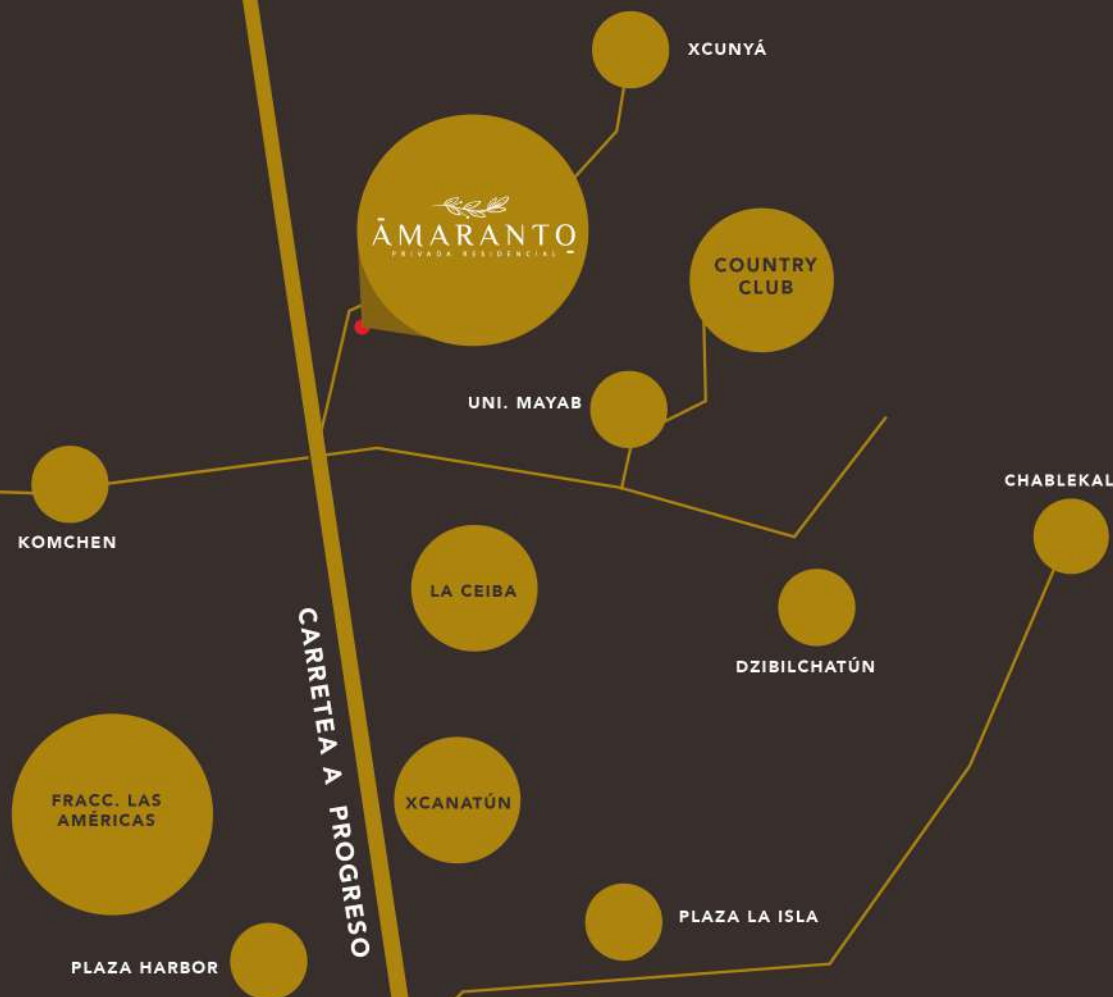 XCUNYÁ
ĀMARANTO
PRIVADA RESIDENCIAL
COUNTRY
CLUB
UNI. MAYAB
CHABLEKAL
KOMCHEN
LA CEIBA
DZIBILCHATÚN
CARRETEA A PROGRESO
FRACC. LAS
AMÉRICAS
XCANATÚN
PLAZA LA ISLA
PLAZA HARBOR